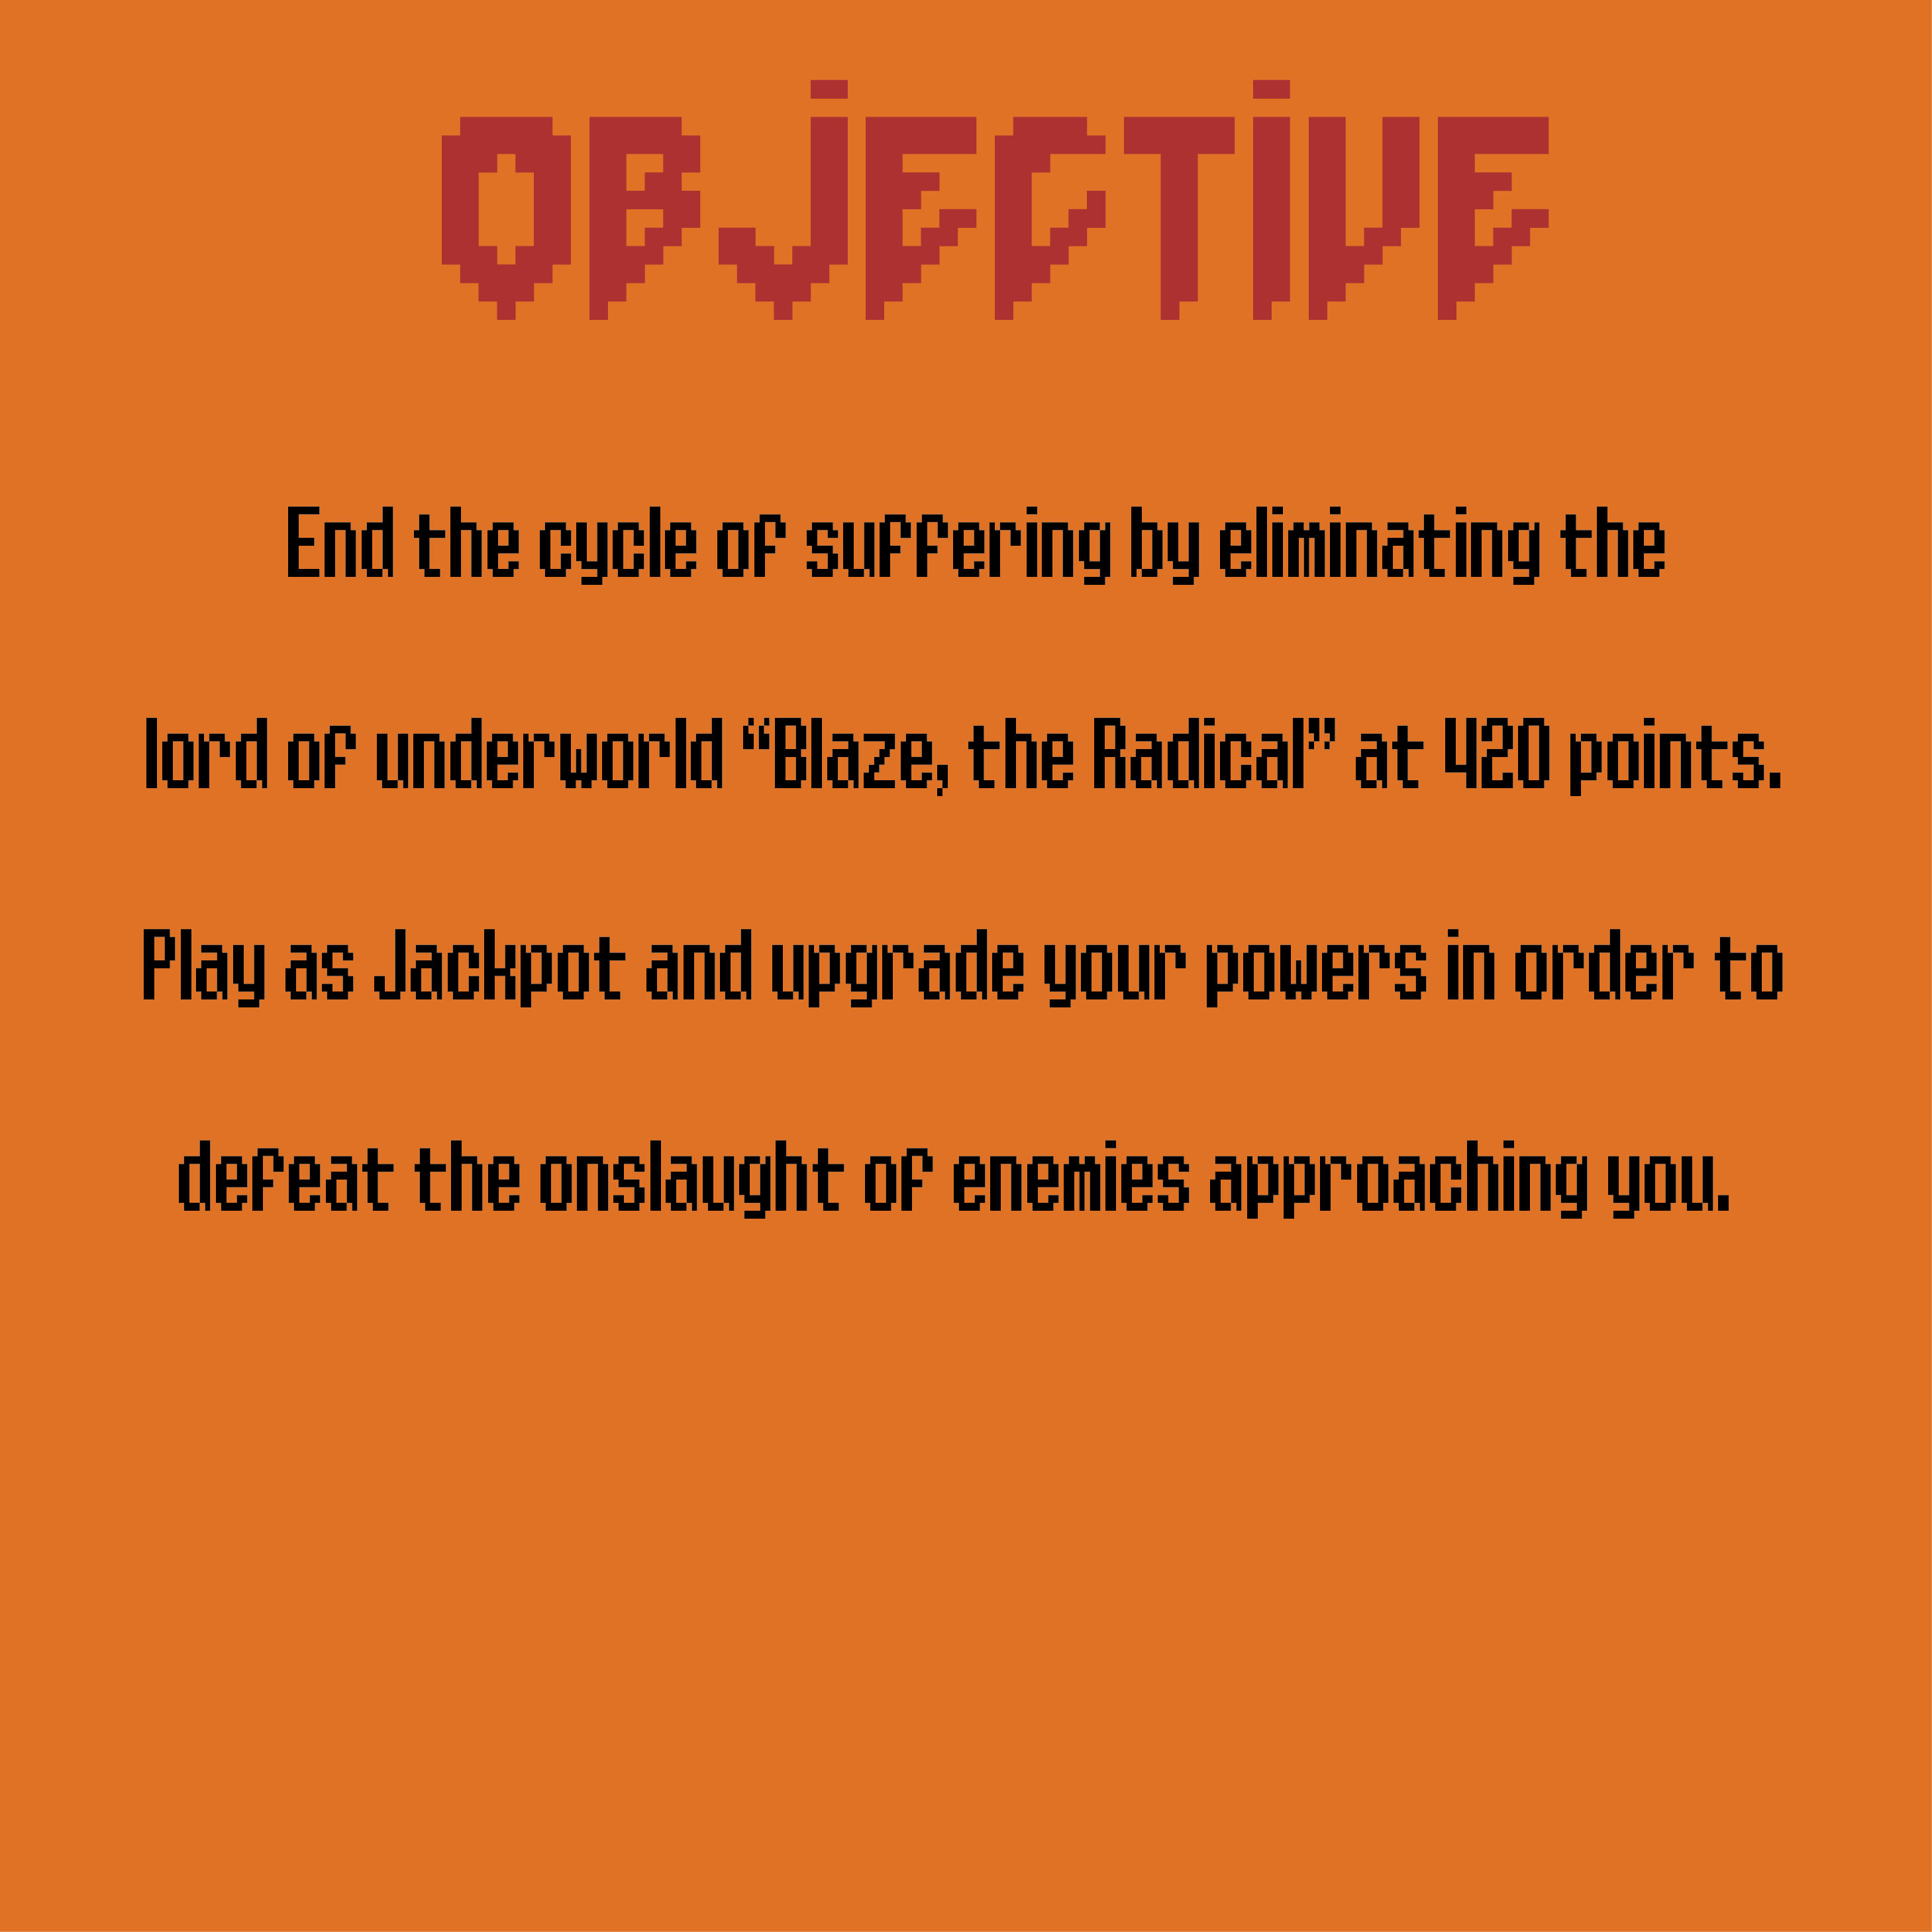 OBJECTIVE
End the cycle of suffering by eliminating the
lord of underworld “Blaze, the Radical” at 420 points.
Play as Jackpot and upgrade your powers in order to
defeat the onslaught of enemies approaching you.